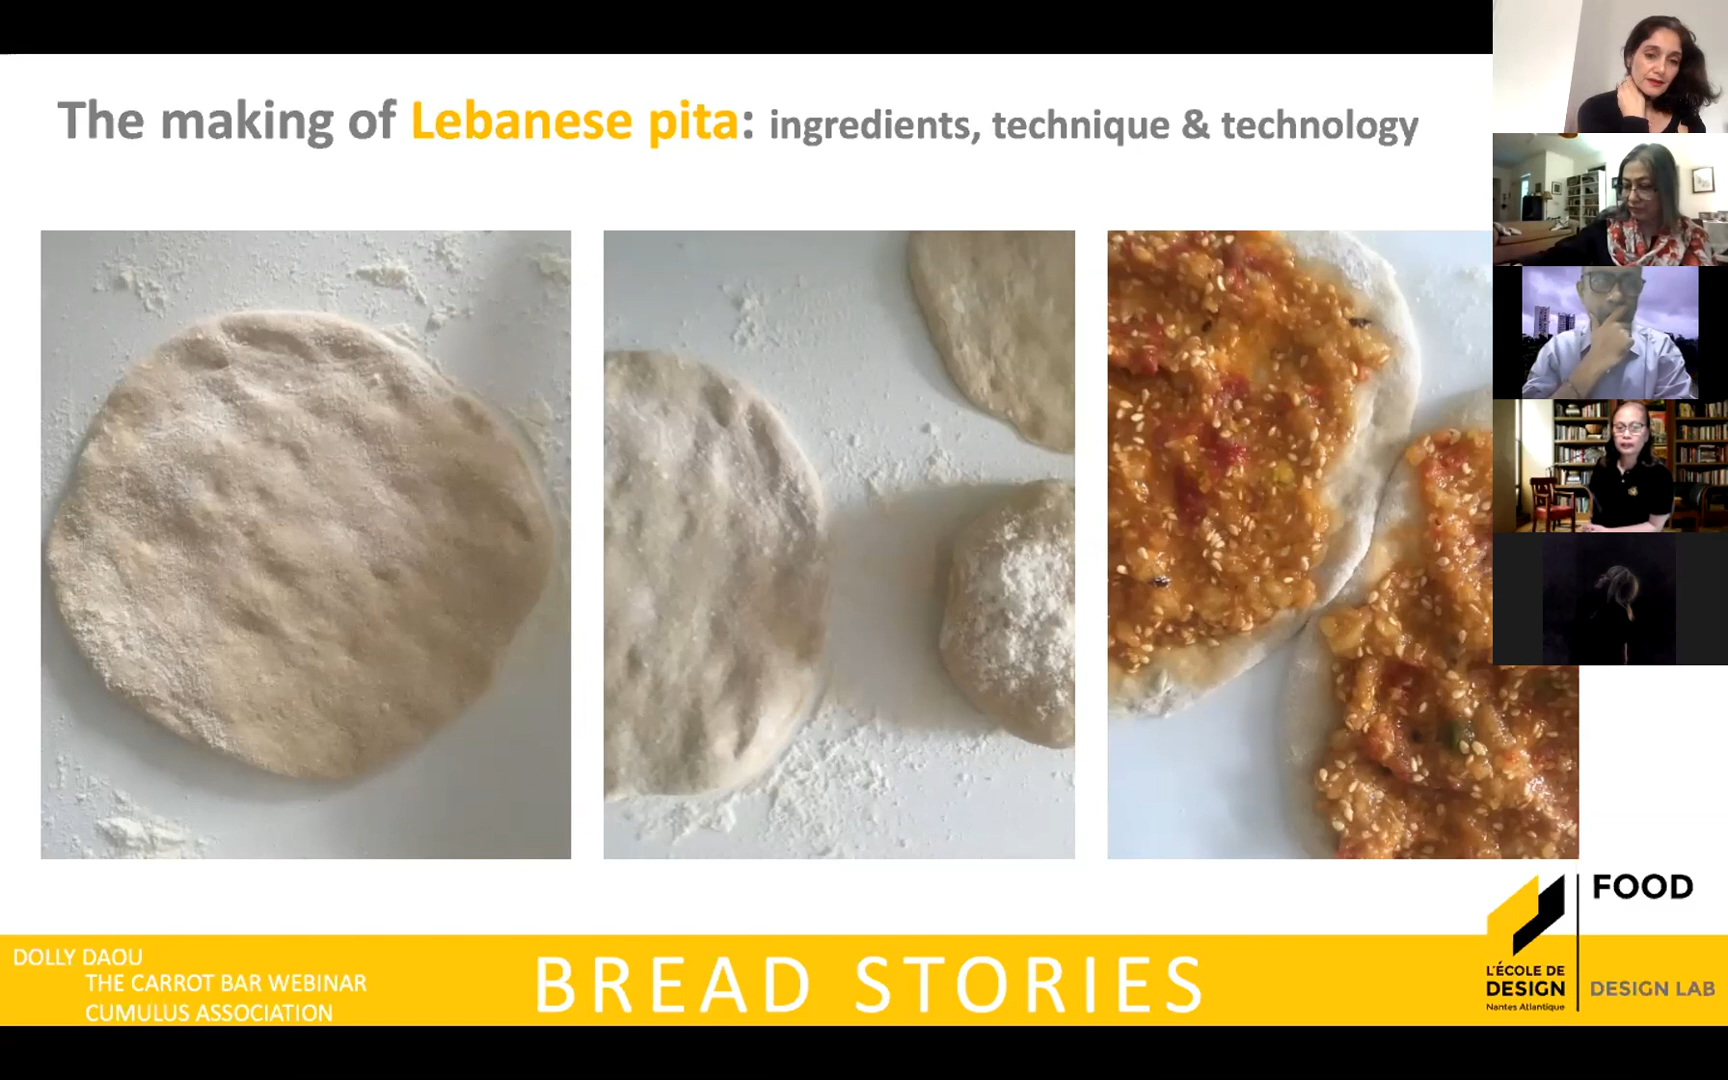 The making of Lebanese pita: ingredients, technique & technology
DOLLY DAOU
THE CARROT BAR WEBINAR
CUMULUS ASSOCIATION
BREAD STORIES
L'ÉCOLE DE
DESIGN
Nantes Atlantique
FOOD
DESIGN LAB